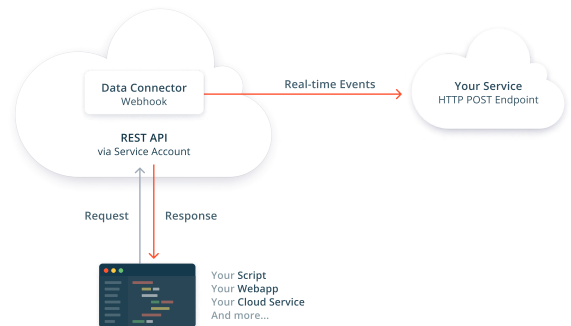 Real-time Events
Data Connector
Webhook
Your Service
HTTP POST Endpoint
REST API
via Service Account
Request
Response
Your Script
Your Webapp
Your Cloud Service
And more...